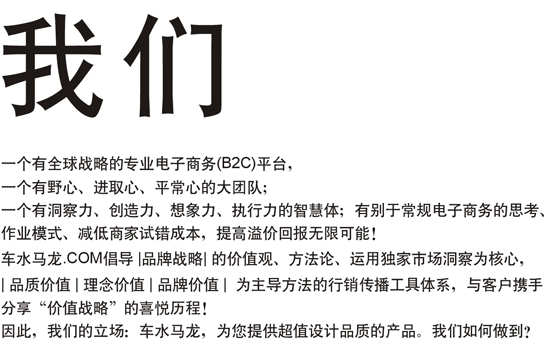 我们
一个有全球战略的专业电子商务(B2C)平台，
一个有野心、进取心、平常心的大团队；
一个有洞察力、创造力、想象力、执行力的智慧体；有别于常规电子商务的思考、
作业模式、减低商家试错成本，提高溢价回报无限可能！
车水马龙.COM倡导 |品牌战略| 的价值观、方法论、运用独家市场洞察为核心，
| 品质价值 | 理念价值 | 品牌价值 | 为主导方法的行销传播工具体系，与客户携手
分享“价值战略”的喜悦历程！
因此，我们的立场：车水马龙，为您提供超值设计品质的产品。我们如何做到？